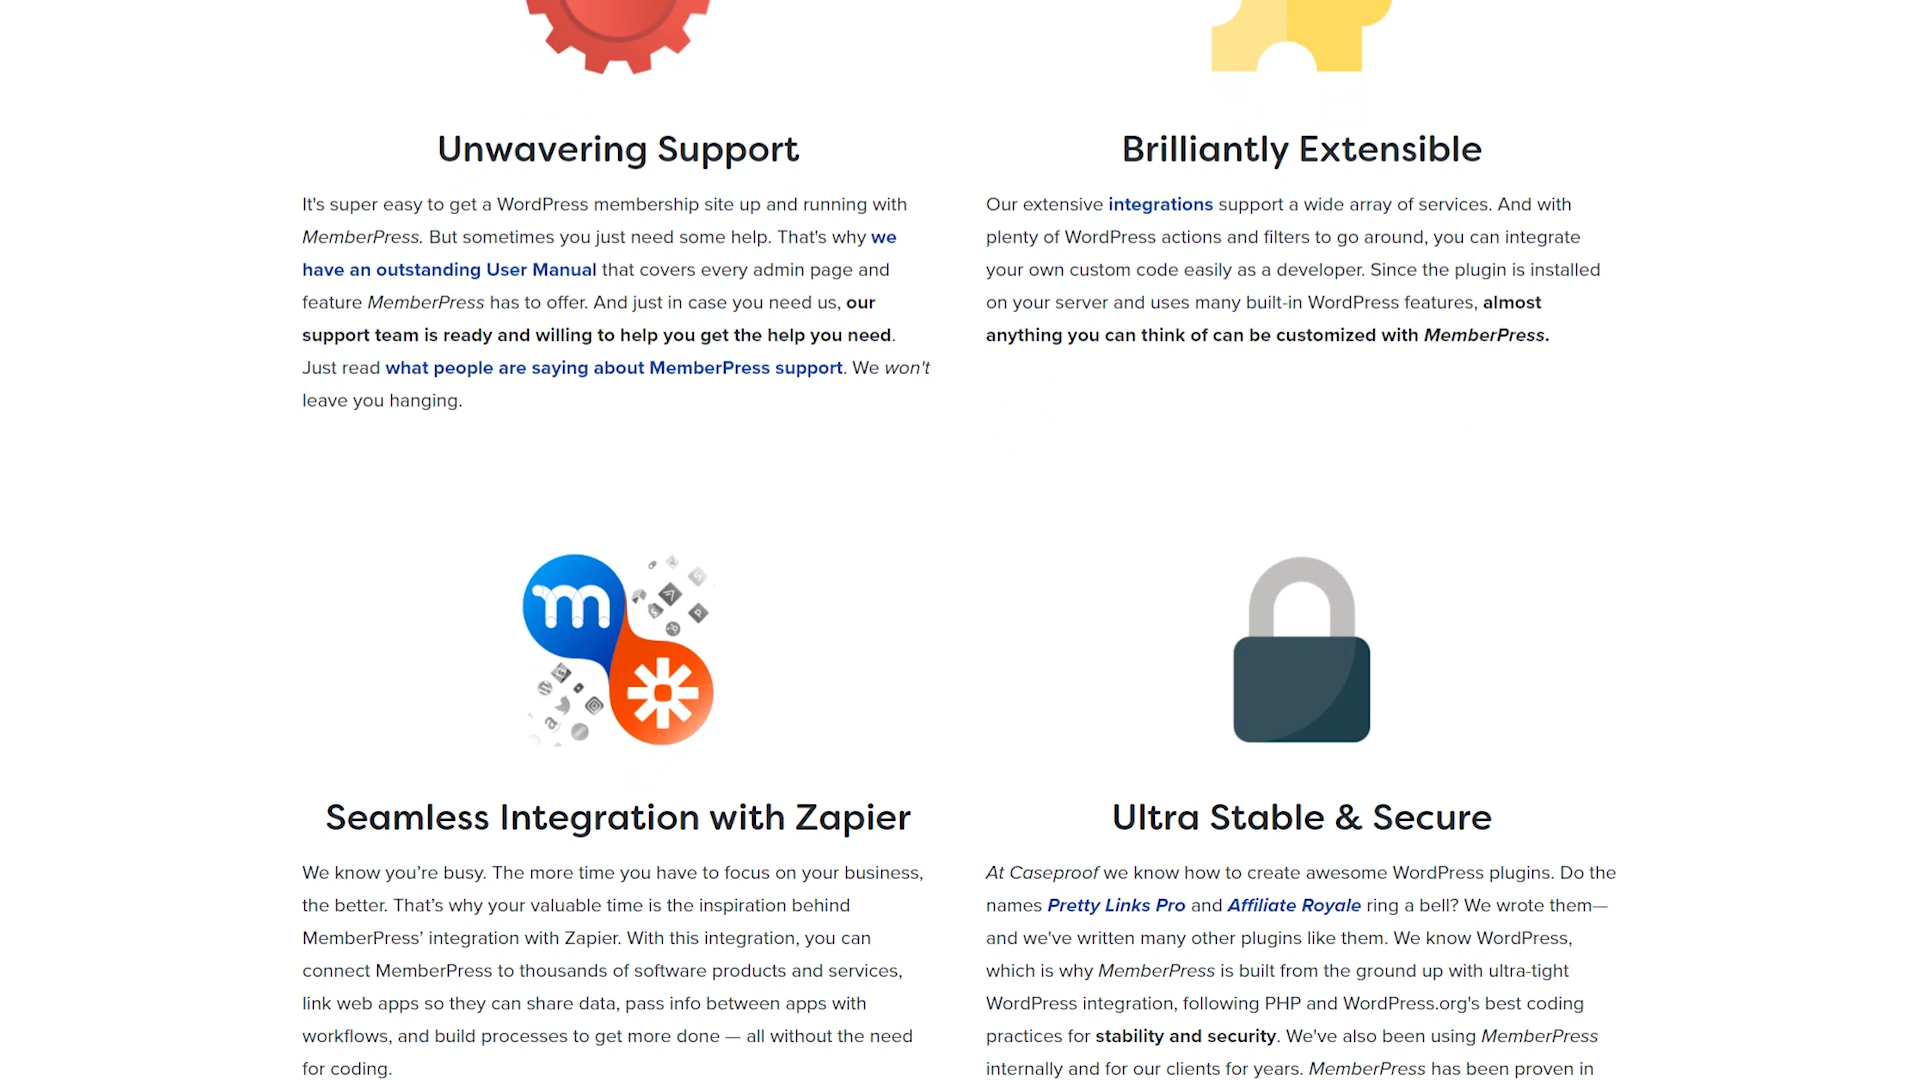 Unwavering Support
It's super easy to get a WordPress membership site up and running with
MemberPress. But sometimes you just need some help. That's why we
have an outstanding User Manual that covers every admin page and
feature MemberPress has to offer. And just in case you need us, our
support team is ready and willing to help you get the help you need.
Just read what people are saying about MemberPress support. We won't
leave you hanging.
Brilliantly Extensible
Our extensive integrations support a wide array of services. And with
plenty of WordPress actions and filters to go around, you can integrate
your own custom code easily as a developer. Since the plugin is installed
on your server and uses many built-in WordPress features, almost
anything you can think of can be customized with MemberPress.
m
Seamless Integration with Zapier
We know you’re busy. The more time you have to focus on your business,
the better. That’s why your valuable time is the inspiration behind
MemberPress’ integration with Zapier. With this integration, you can
connect MemberPress to thousands of software products and services,
link web apps so they can share data, pass info between apps with
workflows, and build processes to get more done — all without the need
for coding.
Ultra Stable & Secure
At Caseproof we know how to create awesome WordPress plugins. Do the
names Pretty Links Pro and Affiliate Royale ring a bell? We wrote them—
and we've written many other plugins like them. We know WordPress,
which is why MemberPress is built from the ground up with ultra-tight
WordPress integration, following PHP and WordPress.org's best coding
practices for stability and security. We've also been using MemberPress
internally and for our clients for years. MemberPress has been proven in